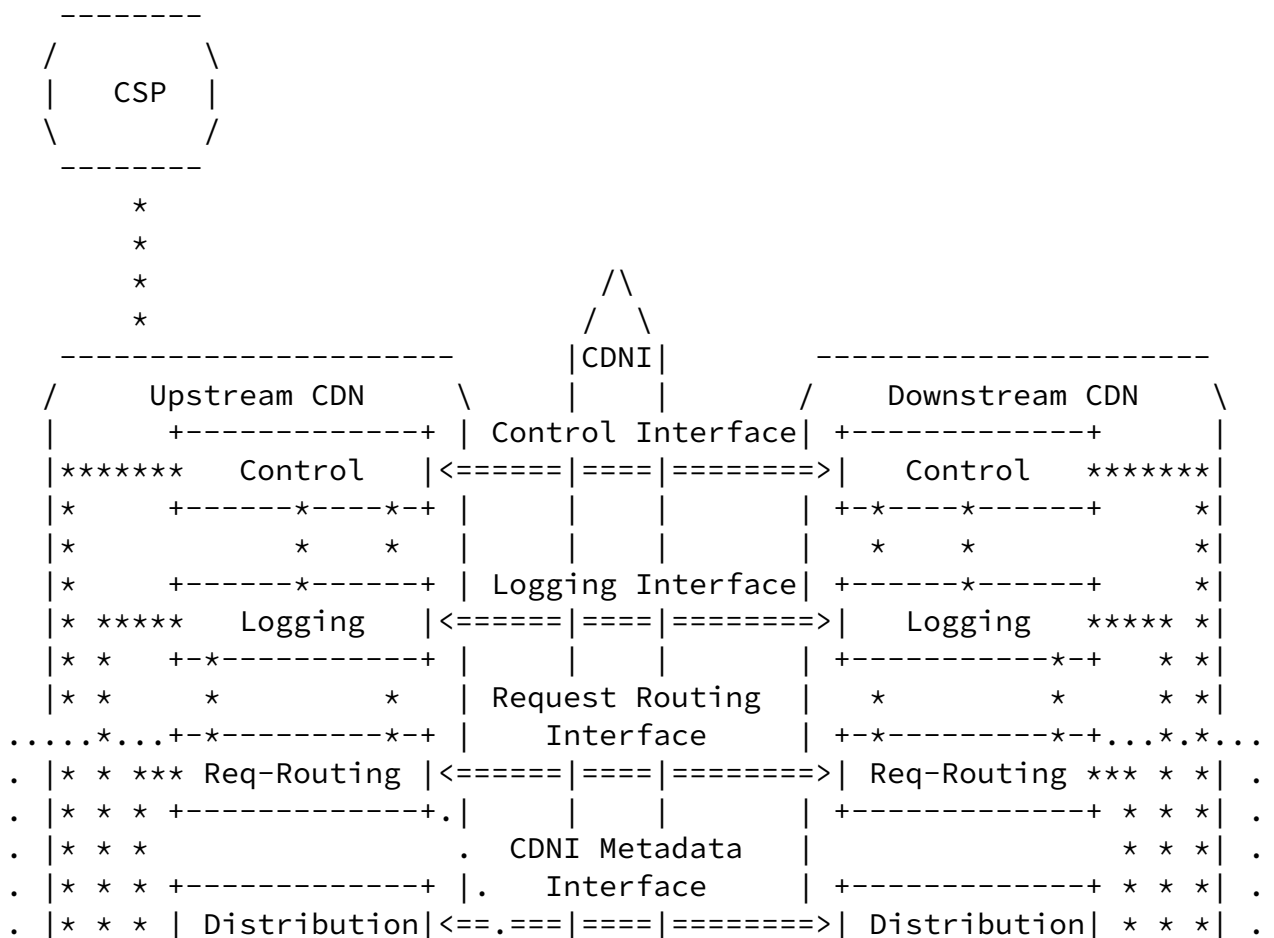 CSP
CDNI
Upstream CDN Downstream CDN
Control Interface
Control Control
Logging Interface
Logging Logging
Request Routing
Interface
Req-Routing Req-Routing
CDNI Metadata
Interface
Distribution Distribution